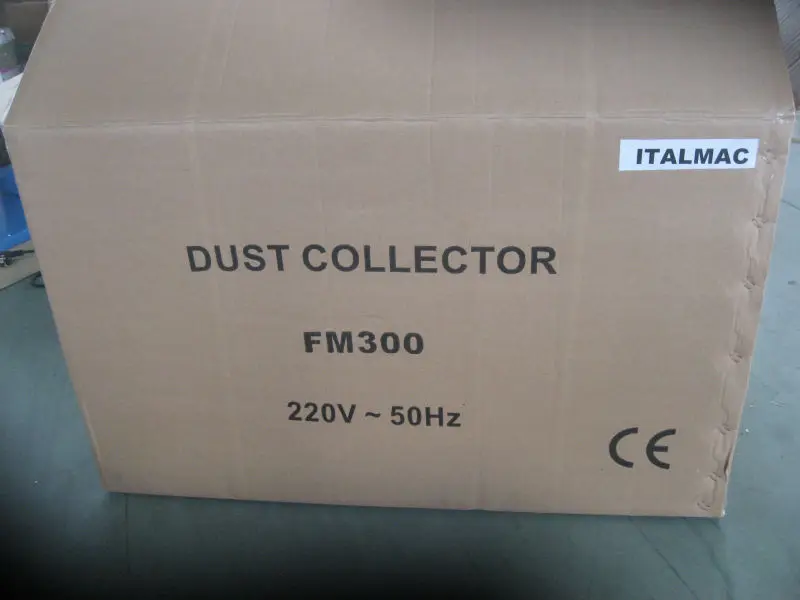 ITALMAC
DUST COLLECTOR
FM300
220V ~ 50Hz
CE